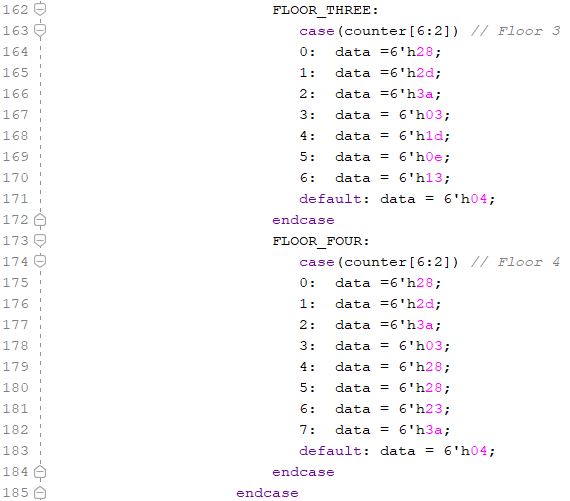 162 FLOOR_THREE:
163 case(counter[6:2]) // Floor 3
164 0: data =6'h28;
165 1: data =6'h2d;
166 2: data =6'h3a;
167 3: data = 6'h03;
168 4: data = 6'h1d;
169 5: data = 6'h0e;
170 6: data = 6'h13;
171 default: data = 6'h04;
172 endcase
173 FLOOR_FOUR:
174 case(counter[6:2]) // Floor 4
175 0: data =6'h28;
176 1: data =6'h2d;
177 2: data =6'h3a;
178 3: data = 6'h03;
179 4: data = 6'h28;
180 5: data = 6'h28;
181 6: data = 6'h23;
182 7: data = 6'h3a;
183 default: data = 6'h04;
184 endcase
185 endcase